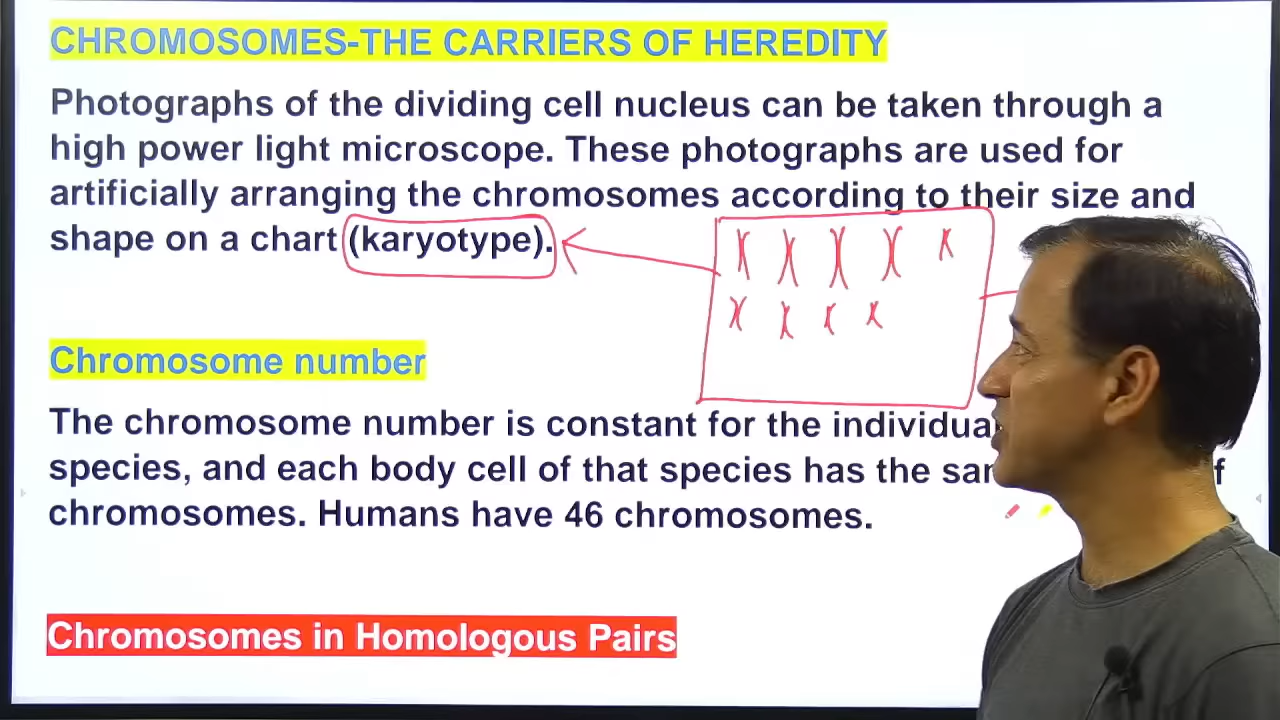 CHROMOSOMES-THE CARRIERS OF HEREDITY
Photographs of the dividing cell nucleus can be taken through a
high power light microscope. These photographs are used for
artificially arranging the chromosomes according to their size and
shape on a chart (karyotype).
Chromosome number
The chromosome number is constant for the
species, and each body cell of that species has the
chromosomes. Humans have 46 chromosomes.
Chromosomes in Homologous Pairs